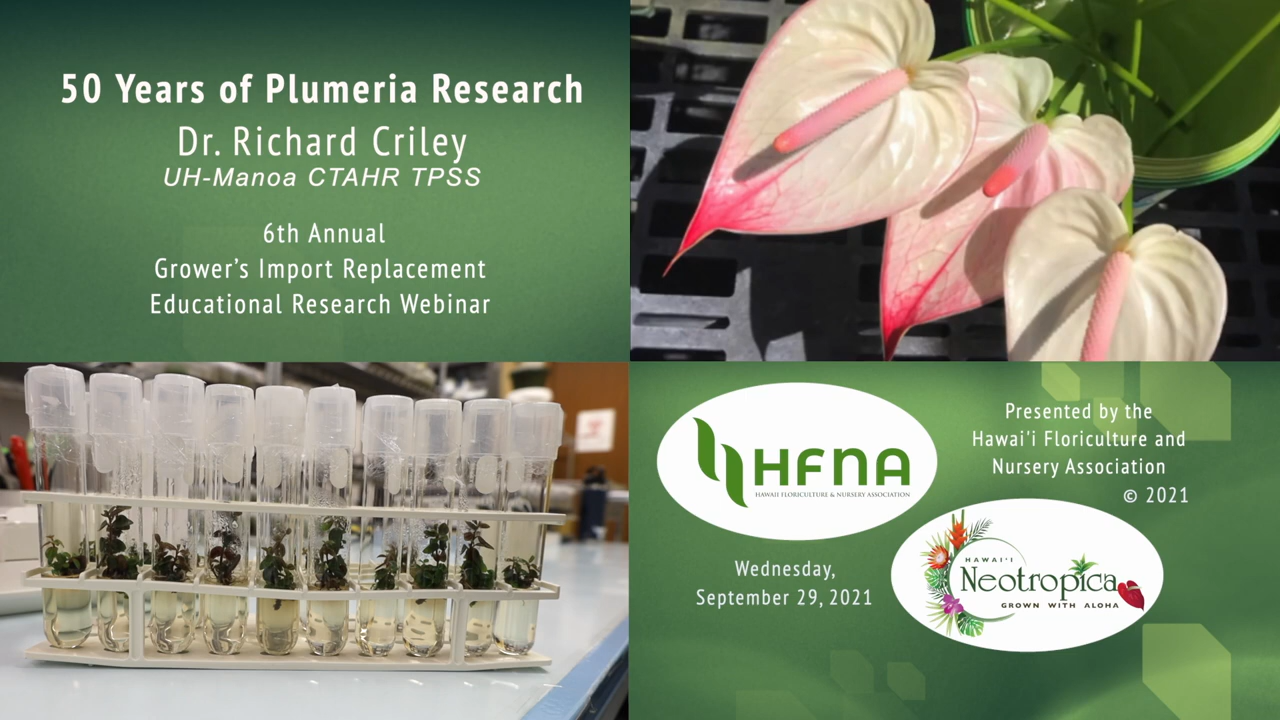 50 Years of Plumeria Research
Dr. Richard Criley
UH-Manoa CTAHR TPSS
6th Annual
Grower’s Import Replacement
Educational Research Webinar
HFNA
HAWAII FLORICULTURE & NURSERY ASSOCIATION
Presented by the
Hawai'i Floriculture and
Nursery Association
© 2021
Wednesday,
September 29, 2021
HAWAI'I
Neotropica
GROWN WITH ALOHA